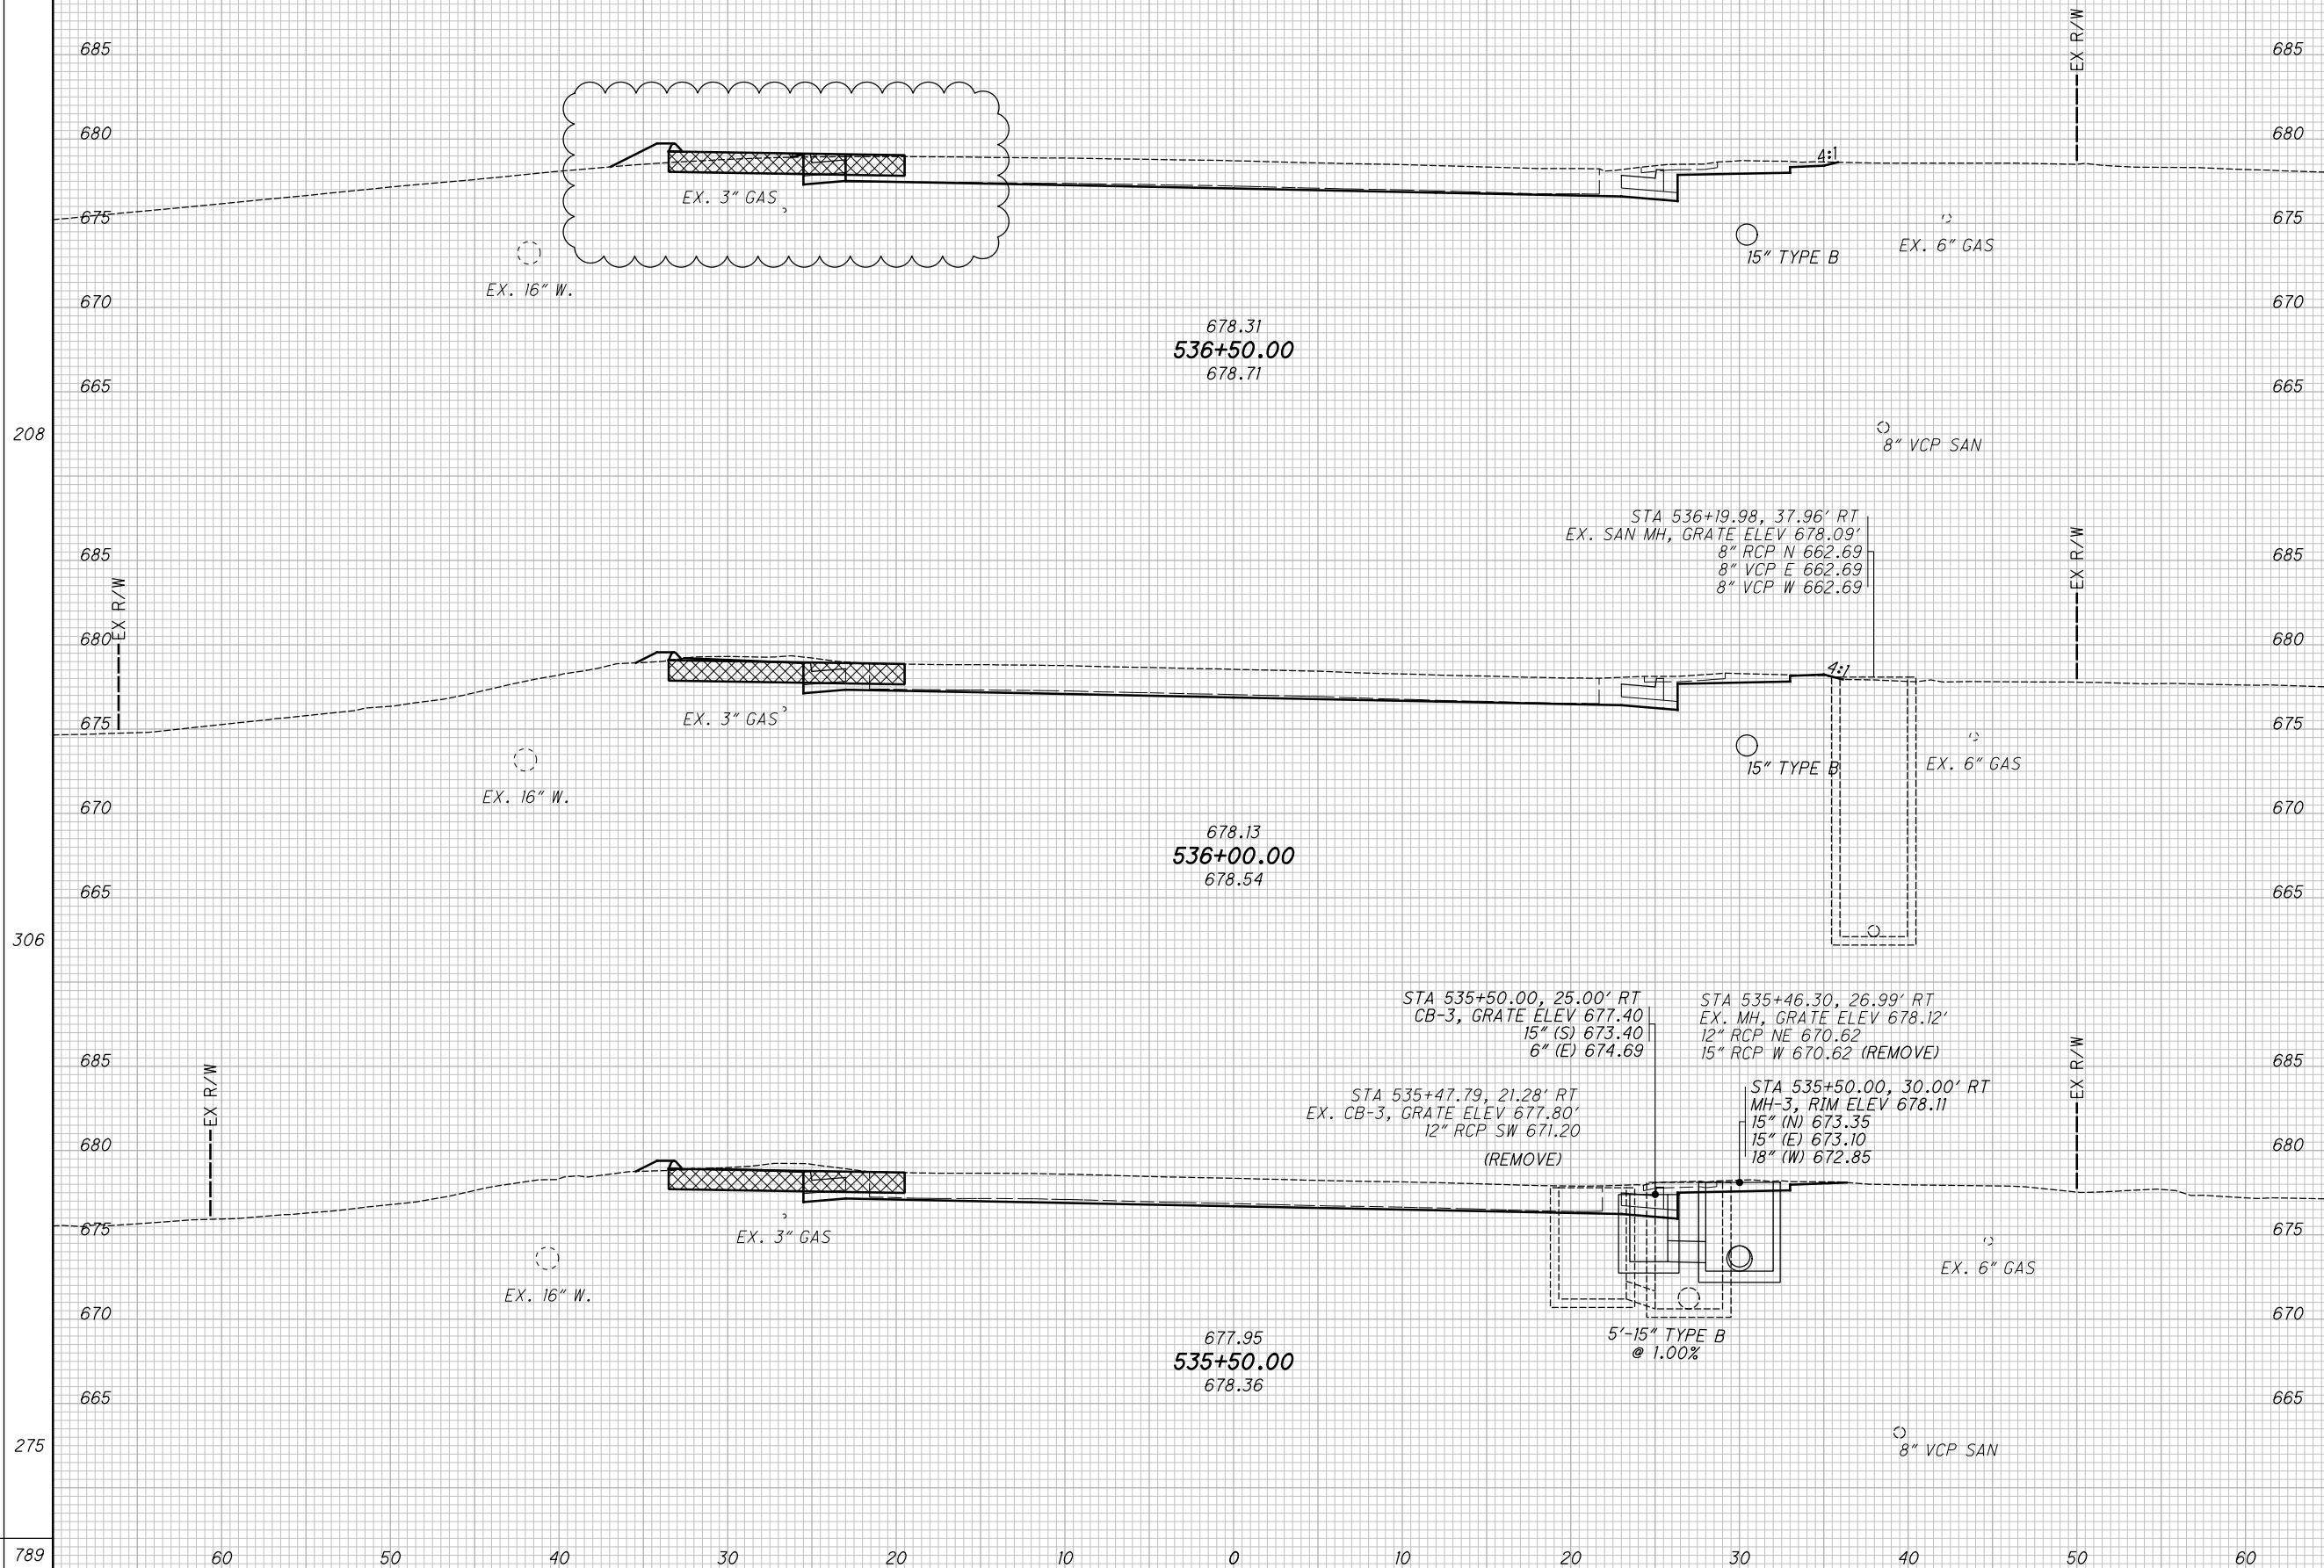 EX R/W
685 685
680 680
4:1
EX. 3" GAS
675 675
15" TYPE B
EX. 6" GAS
EX. 16" W.
670 670
678.31
536+50.00
678.71
665 665
208
8" VCP SAN
STA 536+19.98, 37.96' RT
EX. SAN MH, GRATE ELEV 678.09'
8" RCP N 662.69
8" VCP E 662.69
8" VCP W 662.69
EX R/W
685 685
EX R/W
680 680
4:1
EX. 3" GAS
675 675
15" TYPE B
EX. 6" GAS
EX. 16" W.
670 670
678.13
536+00.00
678.54
665 665
306
STA 535+50.00, 25.00' RT
CB-3, GRATE ELEV 677.40
15" (S) 673.40
6" (E) 674.69
STA 535+46.30, 26.99' RT
EX. MH, GRATE ELEV 678.12'
12" RCP NE 670.62
15" RCP W 670.62 (REMOVE)
EX R/W
685 685
EX R/W
STA 535+47.79, 21.28' RT
EX. CB-3, GRATE ELEV 677.80'
12" RCP SW 671.20
(REMOVE)
STA 535+50.00, 30.00' RT
MH-3, RIM ELEV 678.11
15" (N) 673.35
15" (E) 673.10
18" (W) 672.85
680 680
675 675
EX. 3" GAS
EX. 6" GAS
EX. 16" W.
670 670
5'-15" TYPE B
@ 1.00%
677.95
535+50.00
678.36
665 665
275
8" VCP SAN
789
60 50 40 30 20 10 0 10 20 30 40 50 60